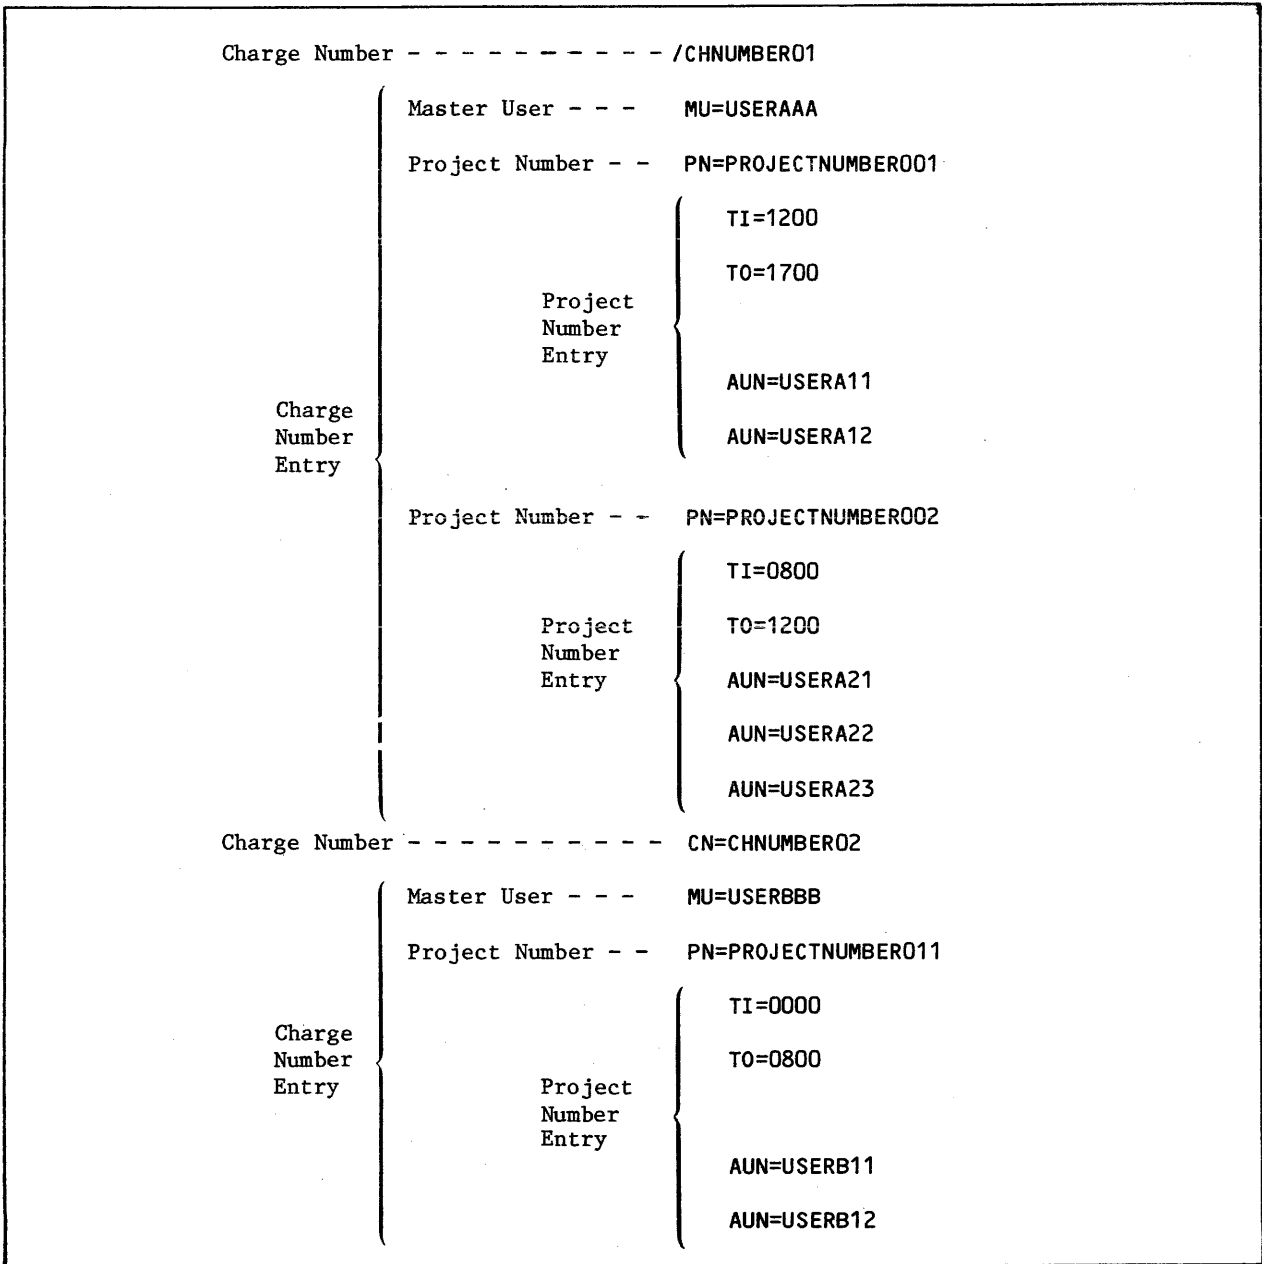 Charge Number - - - - - - - - - - /CHNUMBER01
Master User - - - MU=USERAAA
Project Number - - PN=PROJECTNUMBER001
TI=1200
TO=1700
Project
Number
Entry
AUN=USERA11
Charge
Number
Entry
AUN=USERA12
Project Number - - PN=PROJECTNUMBER002
TI=0800
Project
Number
Entry
TO=1200
AUN=USERA21
AUN=USERA22
AUN=USERA23
Charge Number - - - - - - - - - - CN=CHNUMBER02
Master User - - - MU=USERBBB
Project Number - - PN=PROJECTNUMBER011
TI=0000
Charge
Number
Entry
TO=0800
Project
Number
Entry
AUN=USERB11
AUN=USERB12